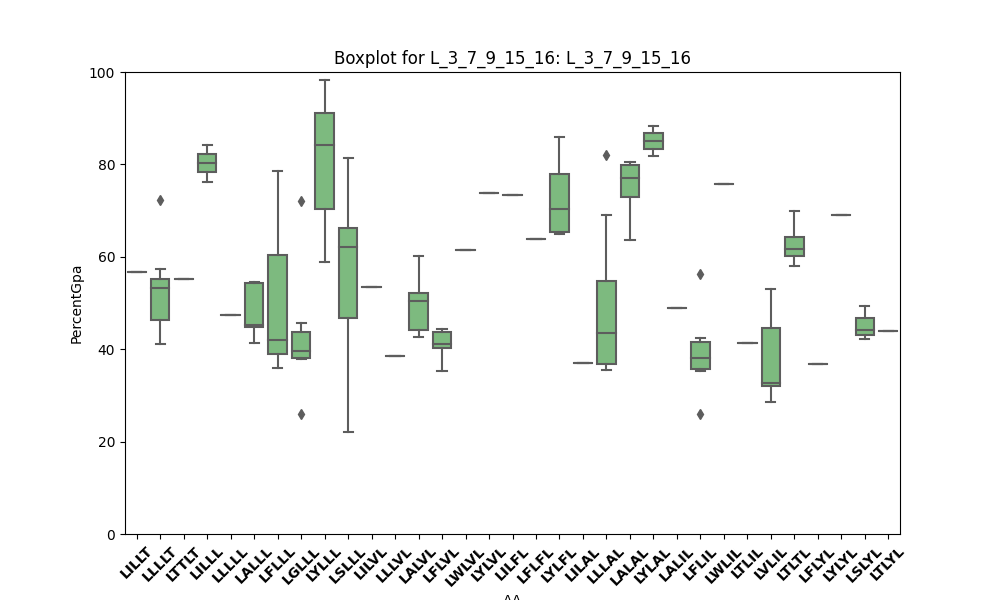 Boxplot for L_3_7_9_15_16: L_3_7_9_15_16
PercentGpa
100
80
60
40
20
0
LILLT LLLLT LTTLT LILLL LLLLL LALLL LFLLL LGLLL LYLLL LSLLL LILVL LLLVL LALVL LFLVL LWLVL LYLVL LILFL LFLFL LYLFL LILAL LLLAL LALAL LYLAL LALIL LFLIL LWLIL LTLIL LVLIL LTLTL LFLYL LYLYL LSLYL LTLYL
AA